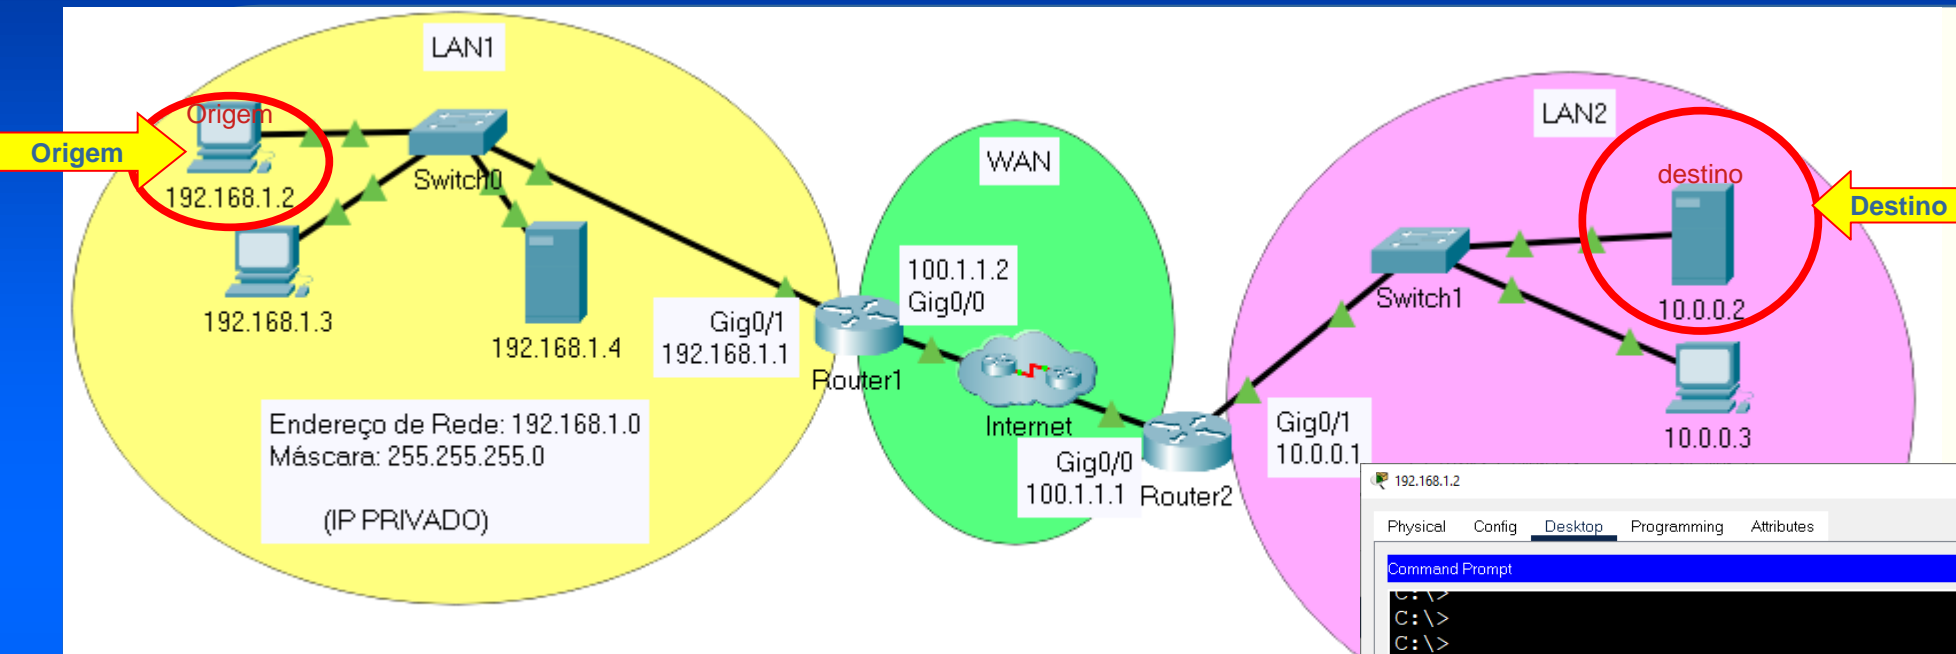 LAN1
Origem
Origem
192.168.1.2
Switch0
192.168.1.3
192.168.1.4
Gig0/1
192.168.1.1
Router1
Endereço de Rede: 192.168.1.0
Máscara: 255.255.255.0
(IP PRIVADO)
WAN
100.1.1.2
Gig0/0
Internet
Gig0/0
100.1.1.1
Router2
LAN2
destino
Destino
10.0.0.2
Switch1
10.0.0.3
Gig0/1
10.0.0.1
192.168.1.2
Physical Config Desktop Programming Attributes
Command Prompt
C:\>
C:\>
C:\>